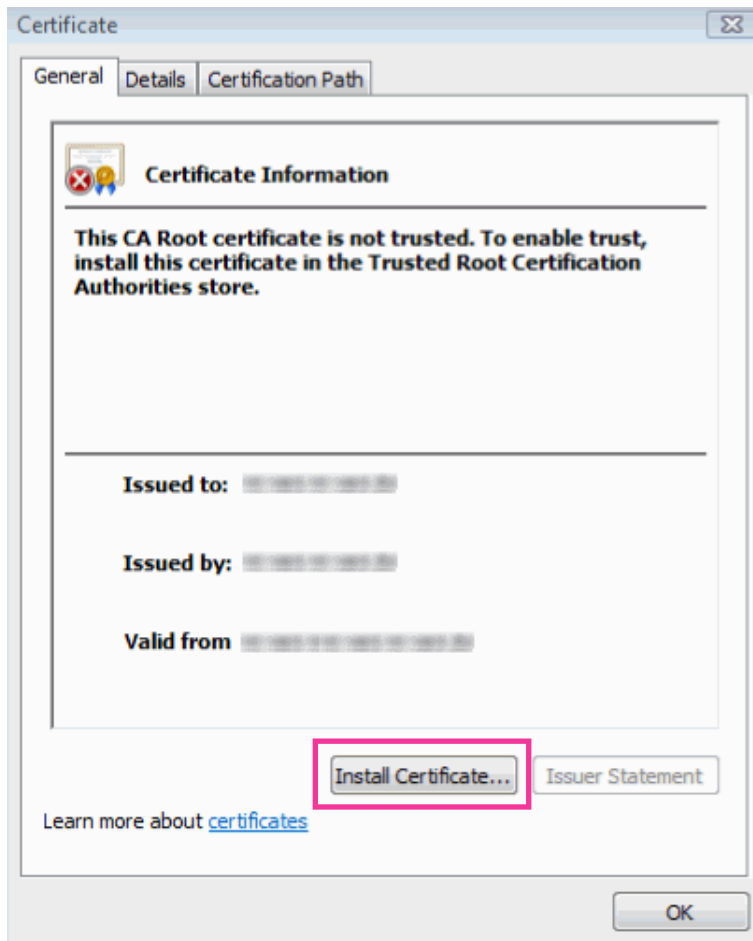 Certificate
General Details Certification Path
Certificate Information
This CA Root certificate is not trusted. To enable trust,
install this certificate in the Trusted Root Certification
Authorities store.
Issued to:
Issued by:
Valid from
Install Certificate... Issuer Statement
Learn more about certificates
OK